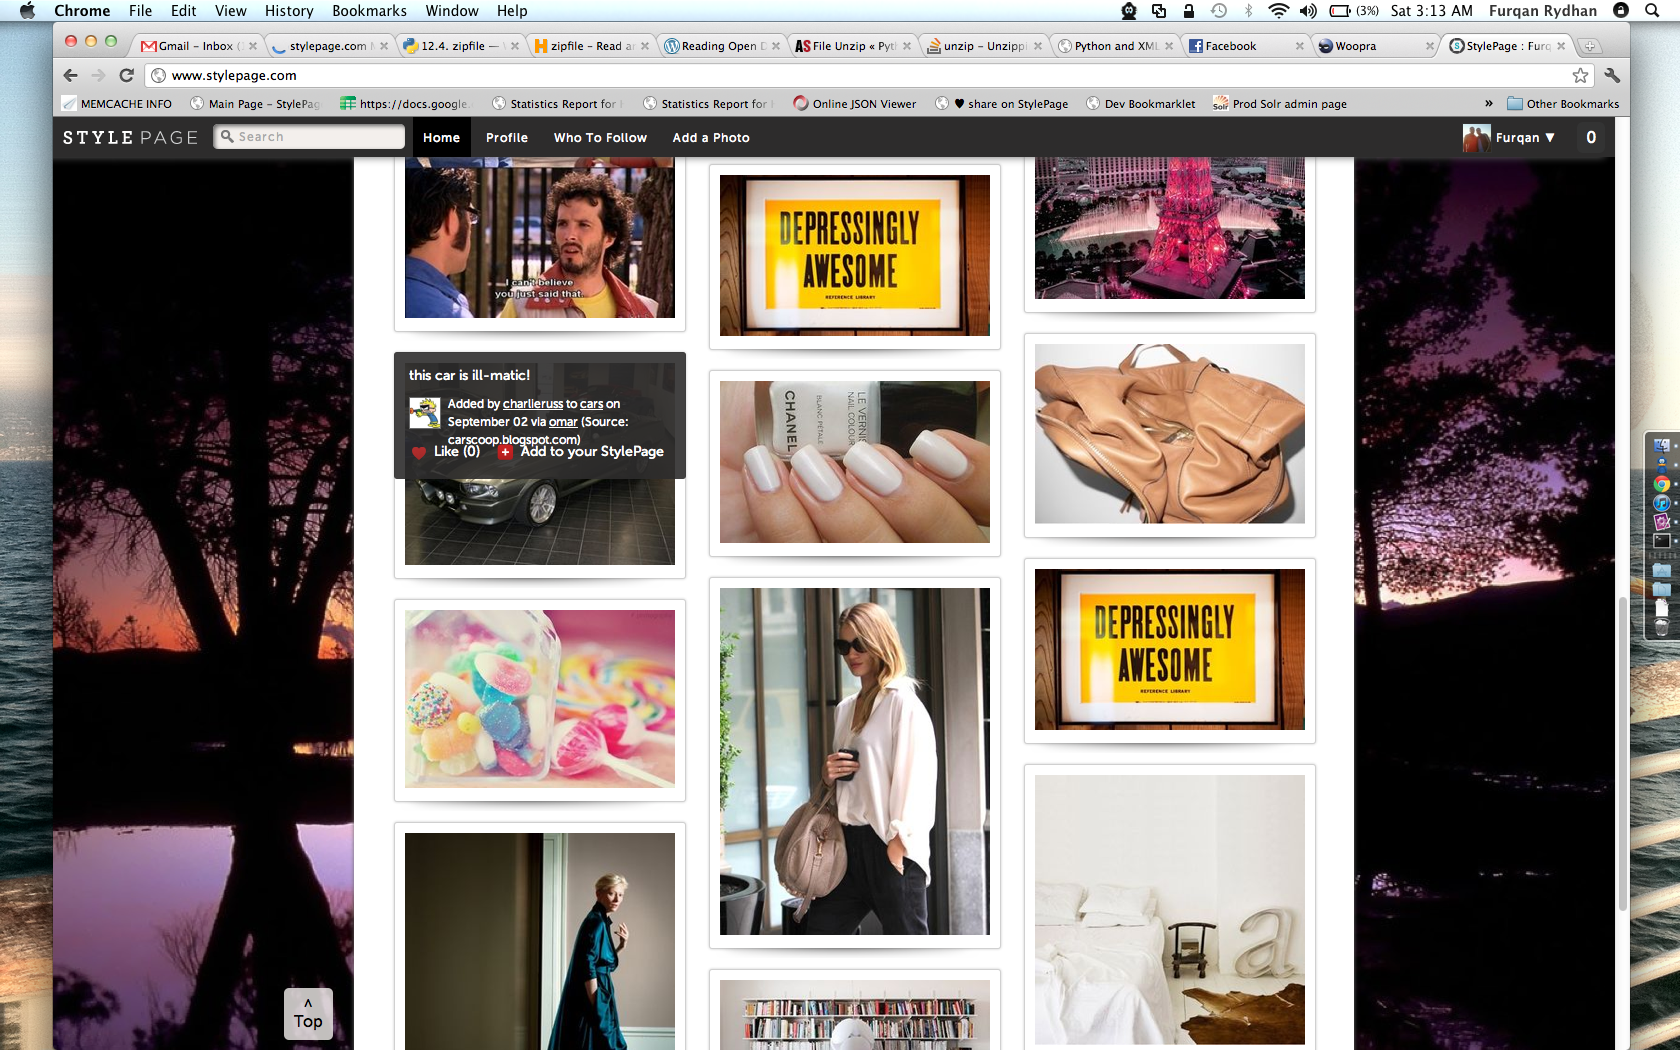 Chrome File Edit View History Bookmarks Window Help (3%) Sat 3:13 AM Furqan Rydhan
Gmail – Inbox ( stylepage.com 12.4. zipfile — zipfile – Read a Reading Open D File Unzip « Pyt unzip – Unzipp Python and XML Facebook Woopra StylePage : Furq
www.stylepage.com
MEMCACHE INFO Main Page – StylePag https://docs.google. Statistics Report for Statistics Report for Online JSON Viewer ♥ share on StylePage Dev Bookmarklet Solr Prod Solr admin page » Other Bookmarks
STYLE PAGE Search Home Profile Who To Follow Add a Photo Furqan ▼ 0
I can't believe
you just said that.
DEPRESSINGLY
AWESOME
REFERENCE LIBRARY
this car is ill-matic!
Added by charlieruss to cars on
September 02 via omar (Source:
carscoop.blogspot.com)
Like (0) Add to your StylePage
CHANEL
BLANC PÉTALE
LE VERNIS
NAIL COLOUR
DEPRESSINGLY
AWESOME
REFERENCE LIBRARY
a
^
Top